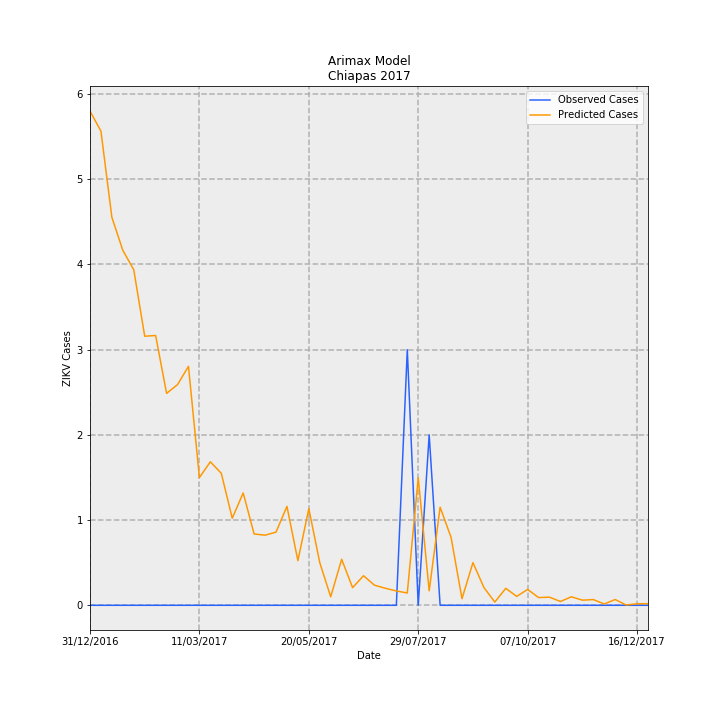 Arimax Model
Chiapas 2017
Observed Cases
Predicted Cases
6
5
4
3
2
1
0
ZIKV Cases
31/12/2016 11/03/2017 20/05/2017 29/07/2017 07/10/2017 16/12/2017
Date